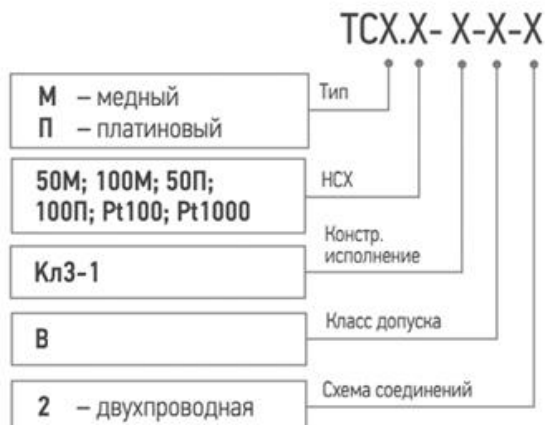 ТСХ.Х- Х-Х-Х
М – медный
П – платиновый
Тип
50М; 100М; 50П;
100П; Pt100; Pt1000
НСХ
Кл3-1
Констр.
исполнение
В
Класс допуска
2 – двухпроводная
Схема соединений